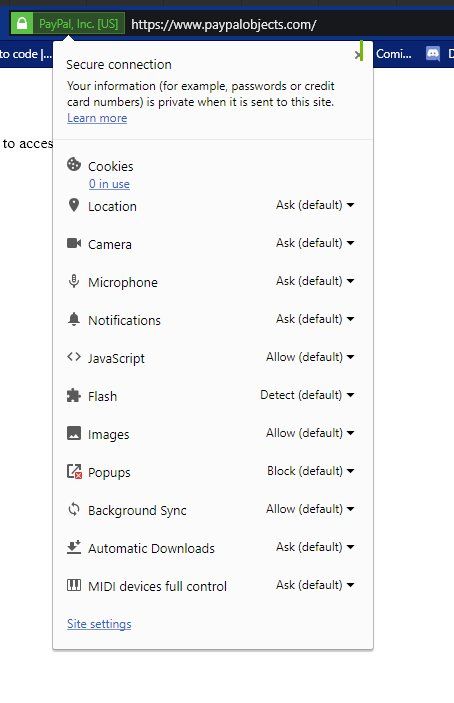 PayPal, Inc. [US] https://www.paypalobjects.com/
to code |... Comi...
Secure connection
Your information (for example, passwords or credit
card numbers) is private when it is sent to this site.
Learn more
to acces
Cookies
0 in use
Location Ask (default)
Camera Ask (default)
Microphone Ask (default)
Notifications Ask (default)
JavaScript Allow (default)
Flash Detect (default)
Images Allow (default)
Popups Block (default)
Background Sync Allow (default)
Automatic Downloads Ask (default)
MIDI devices full control Ask (default)
Site settings